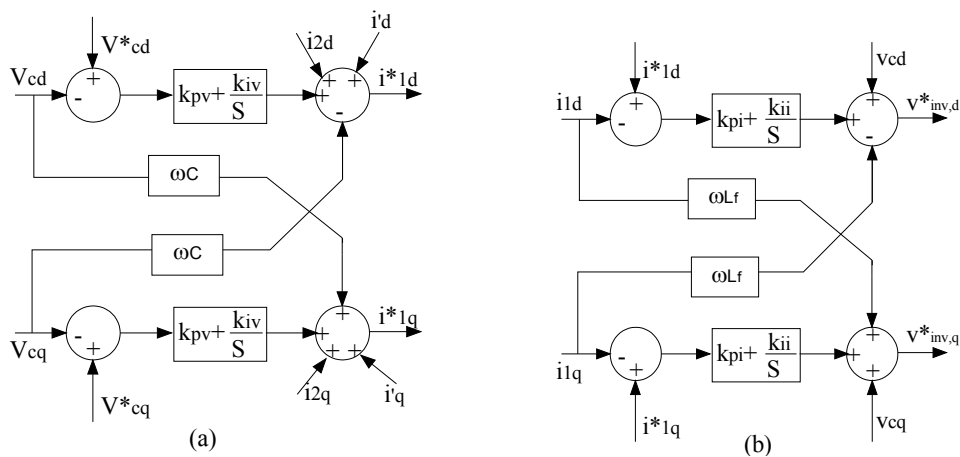 i'd
i2d
V*cd
Vcd
+
-
kpv+ kiv
S
+
+
+
-
i*1d
ωC
ωC
Vcq
-
+
kpv+ kiv
S
+
+
+
+
i*1q
i2q
i'q
V*cq
(a)
vcd
i*1d
i1d
+
-
kpi+ kii
S
+
+
-
v*inv,d
ωLf
ωLf
i1q
-
+
kpi+ kii
S
+
+
+
v*inv,q
i*1q
vcq
(b)